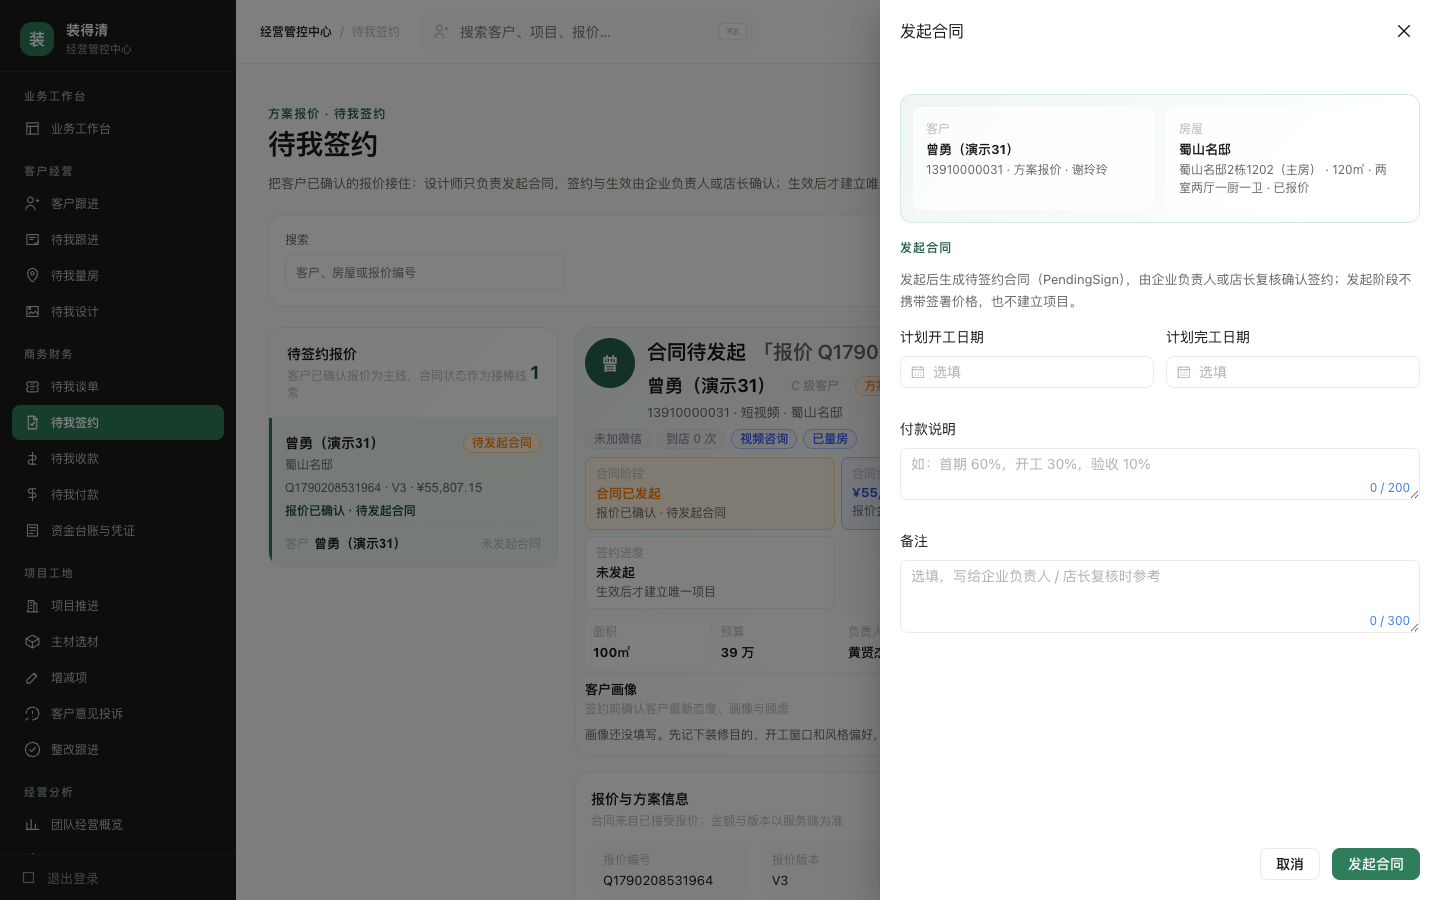 装
装得清
经营管控中心
业务工作台
业务工作台
客户经营
客户跟进
待我跟进
待我量房
待我设计
商务财务
待我谈单
待我签约
待我收款
待我付款
资金台账与凭证
项目工地
项目推进
主材选材
增减项
客户意见投诉
整改跟进
经营分析
团队经营概览
退出登录
经营管控中心 / 待我签约
搜索客户、项目、报价...
⌘K
方案报价 · 待我签约
待我签约
把客户已确认的报价接住：设计师只负责发起合同，签约与生效由企业负责人或店长确认；生效后才建立唯
搜索
客户、房屋或报价编号
待签约报价
客户已确认报价为主线，合同状态作为接棒线索
1
曾勇（演示31）
待发起合同
蜀山名邸
Q1790208531964 · V3 · ¥55,807.15
报价已确认 · 待发起合同
客户 曾勇（演示31）
未发起合同
曾
合同待发起 「报价 Q1790
曾勇（演示31）
C 级客户
13910000031 · 短视频 · 蜀山名邸
未加微信
到店 0 次
视频咨询
已量房
合同阶段
合同已发起
报价已确认 · 待发起合同
¥55,
签约进度
未发起
生效后才建立唯一项目
面积
100㎡
预算
39 万
负责人
黄贤杰
客户画像
签约前确认客户最新态度、画像与顾虑
画像还没填写。先记下装修目的、开工窗口和风格偏好，
报价与方案信息
合同来自已接受报价；金额与版本以服务端为准
报价编号
Q1790208531964
报价版本
V3
发起合同
客户
曾勇（演示31）
13910000031 · 方案报价 · 谢玲玲
房屋
蜀山名邸
蜀山名邸2栋1202（主房） · 120㎡ · 两
室两厅一厨一卫 · 已报价
发起合同
发起后生成待签约合同（PendingSign），由企业负责人或店长复核确认签约；发起阶段不
携带签署价格，也不建立项目。
计划开工日期
选填
计划完工日期
选填
付款说明
如：首期 60%，开工 30%，验收 10%
0 / 200
备注
选填，写给企业负责人 / 店长复核时参考
0 / 300
取消
发起合同